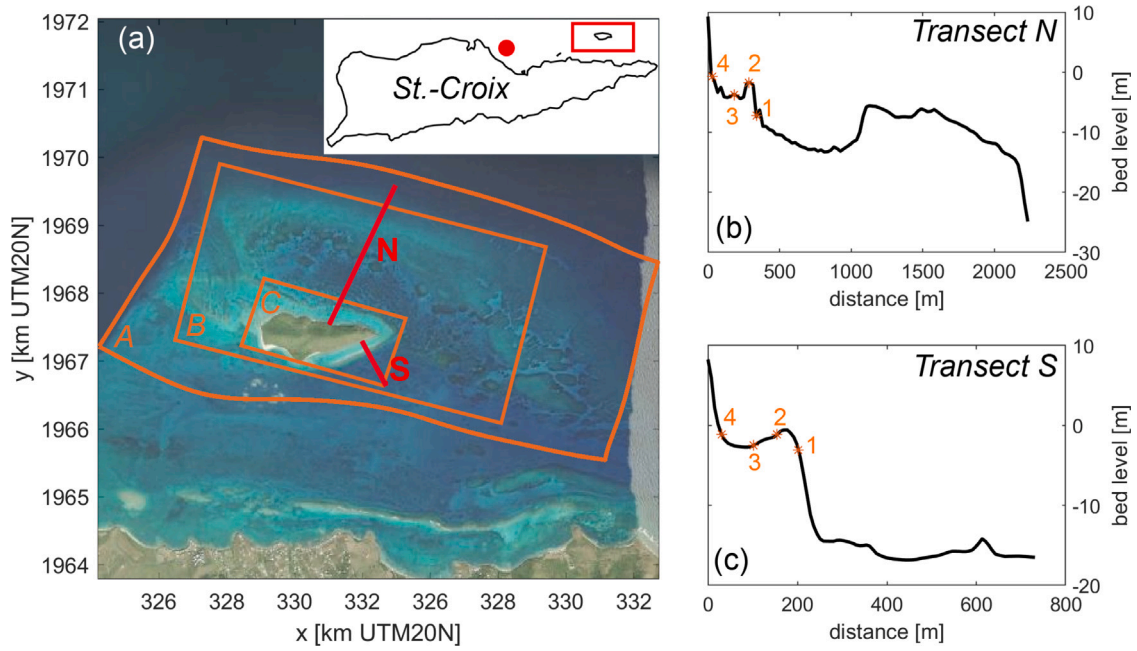 (a)
St.-Croix
1972
1971
1970
1969
1968
1967
1966
1965
1964
y [km UTM20N]
N
S
A
B
C
326
328
330
332
334
326
328
330
332
x [km UTM20N]
Transect N
4
2
3
1
(b)
10
0
-10
-20
-30
bed level [m]
0
500
1000
1500
2000
2500
distance [m]
Transect S
4
2
3
1
(c)
10
0
-10
-20
bed level [m]
0
200
400
600
800
distance [m]